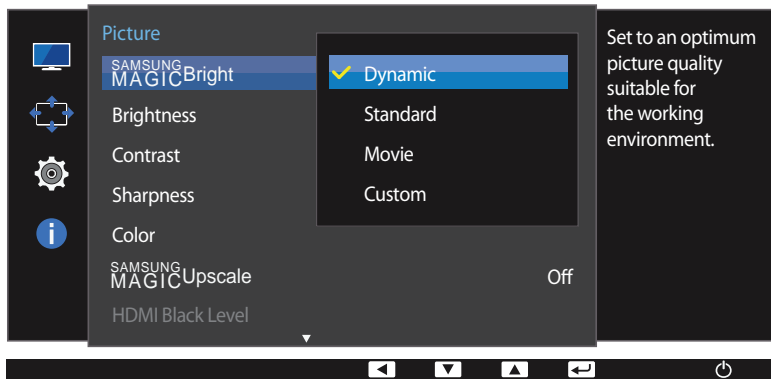 Picture
SAMSUNG
MAGICBright
Brightness
Contrast
Sharpness
Color
SAMSUNG
MAGICUpscale
Off
HDMI Black Level
Dynamic
Standard
Movie
Custom
Set to an optimum
picture quality
suitable for
the working
environment.